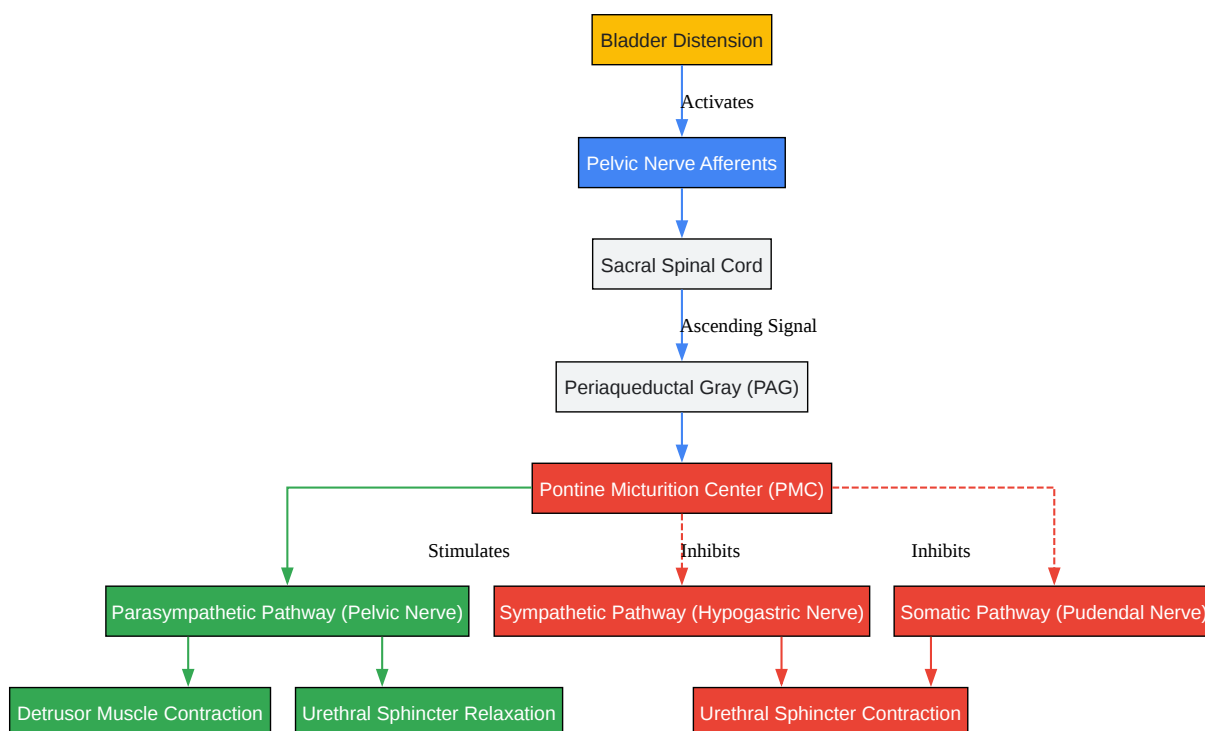 Bladder Distension
Activates
Pelvic Nerve Afferents
Sacral Spinal Cord
Ascending Signal
Periaqueductal Gray (PAG)
Pontine Micturition Center (PMC)
Stimulates
Inhibits
Inhibits
Parasympathetic Pathway (Pelvic Nerve)
Sympathetic Pathway (Hypogastric Nerve)
Somatic Pathway (Pudendal Nerve)
Detrusor Muscle Contraction
Urethral Sphincter Relaxation
Urethral Sphincter Contraction